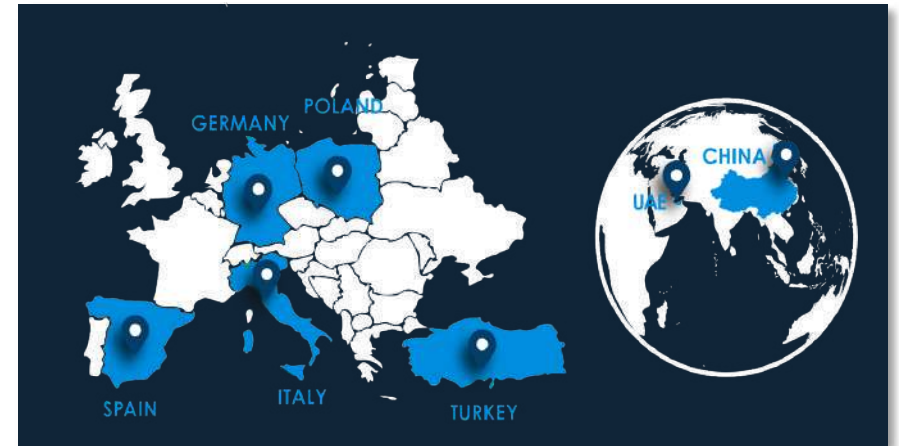 POLAND
GERMANY
CHINA
UAE
ITALY
SPAIN
TURKEY